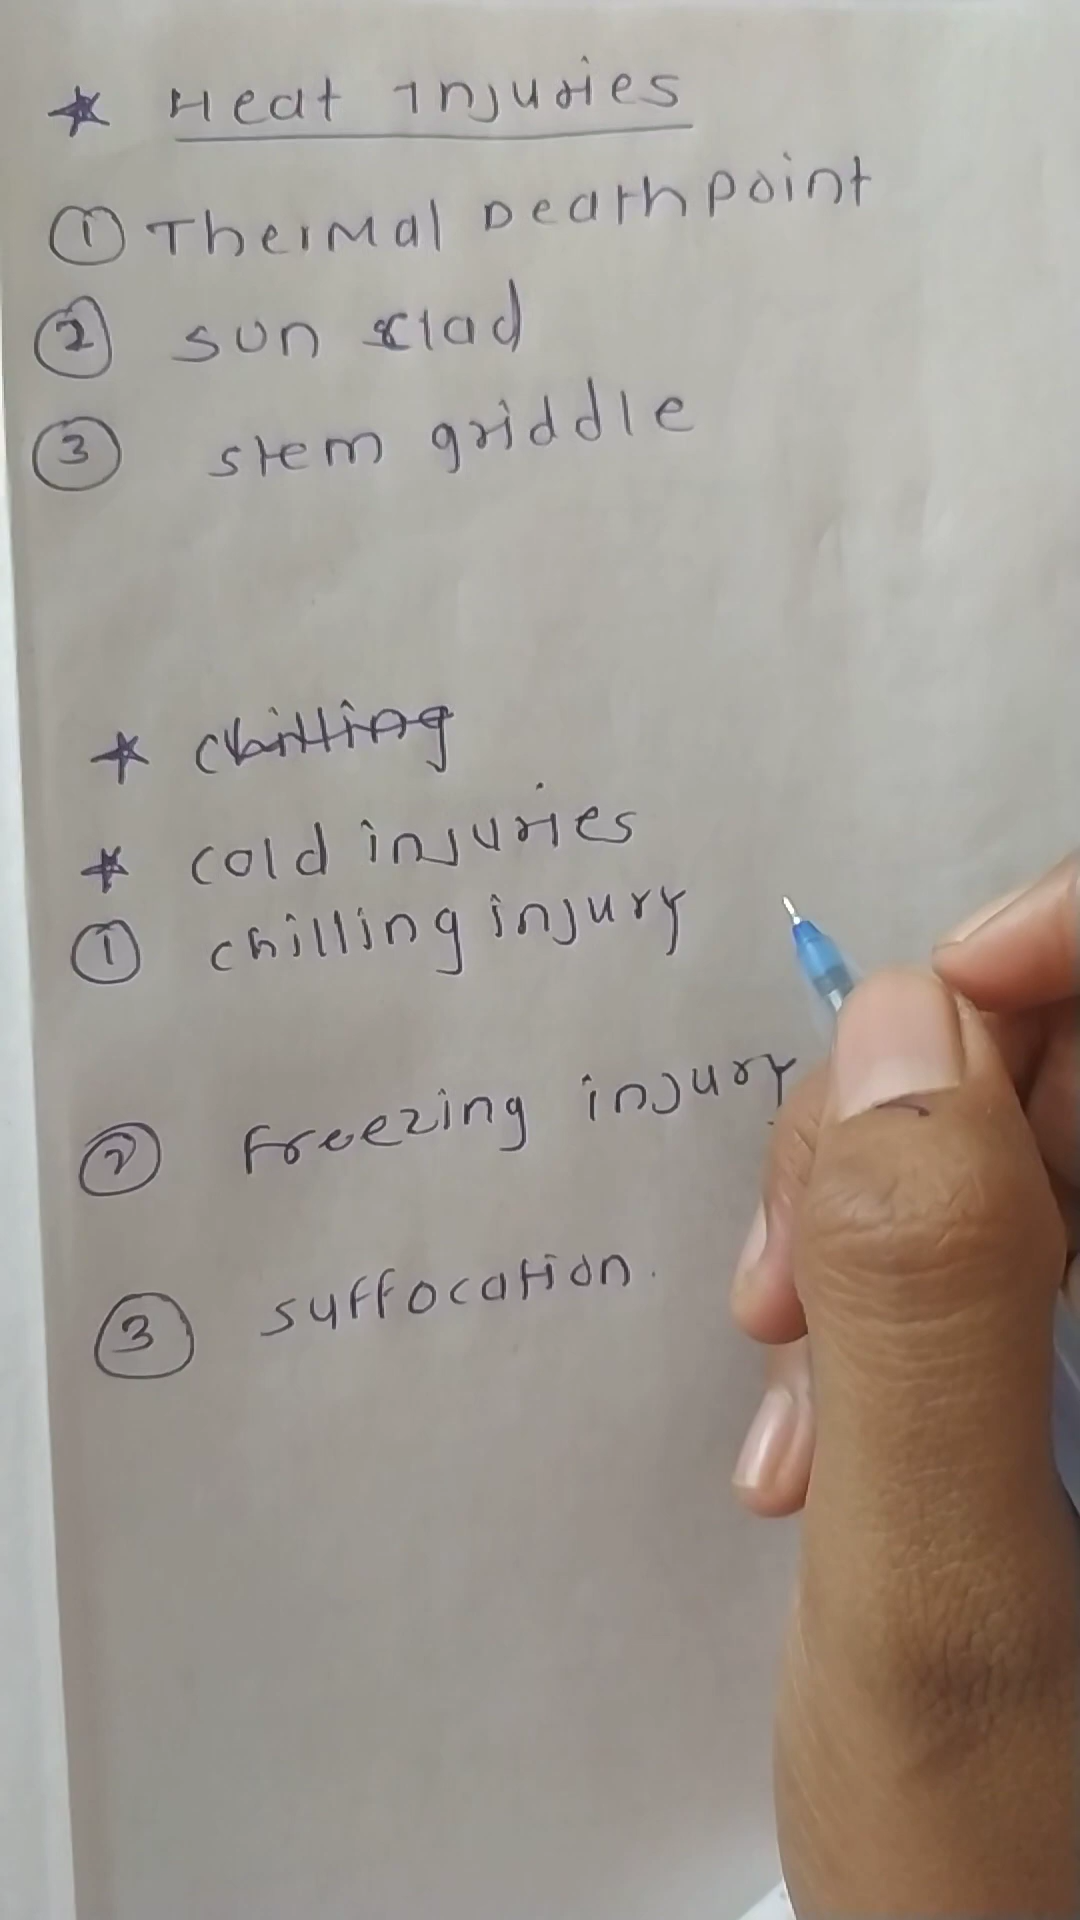 * Heat Injuries
① Thermal Death point
② sun clad
③ stem griddle
* Chilling
* cold injuries
① chilling injury
② freezing injury
③ suffocation.